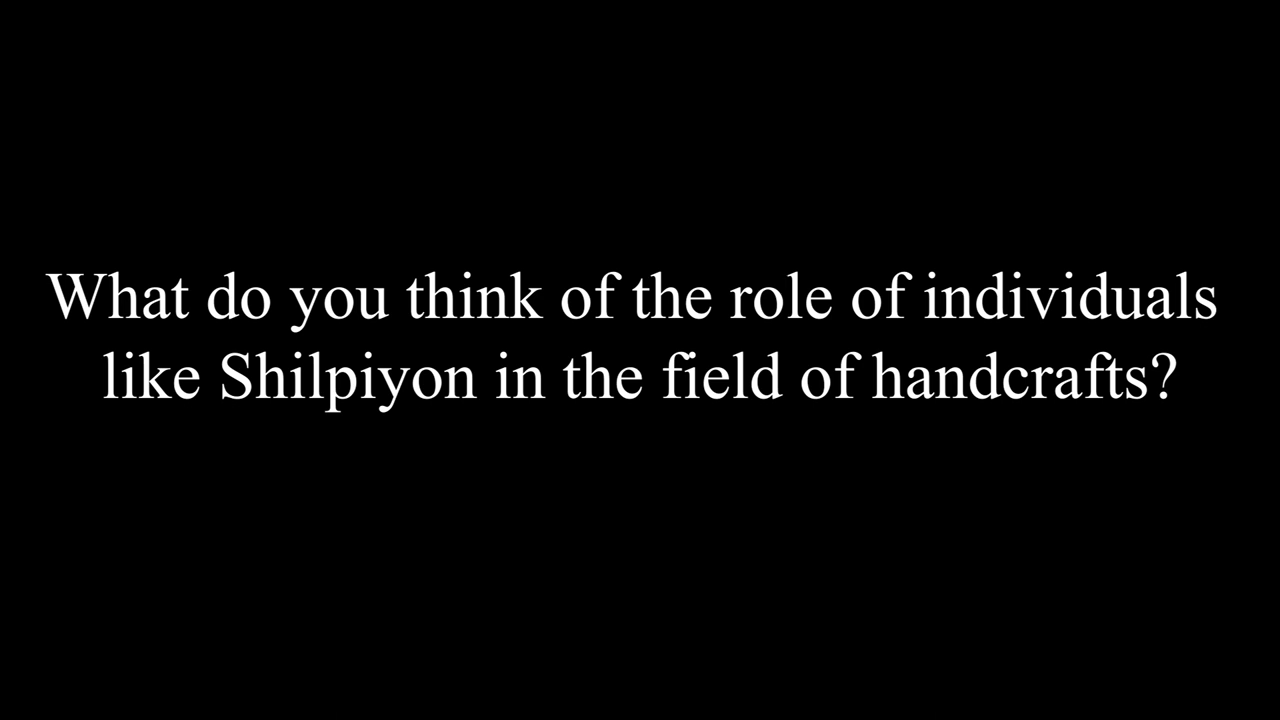 What do you think of the role of individuals
like Shilpiyon in the field of handcrafts?